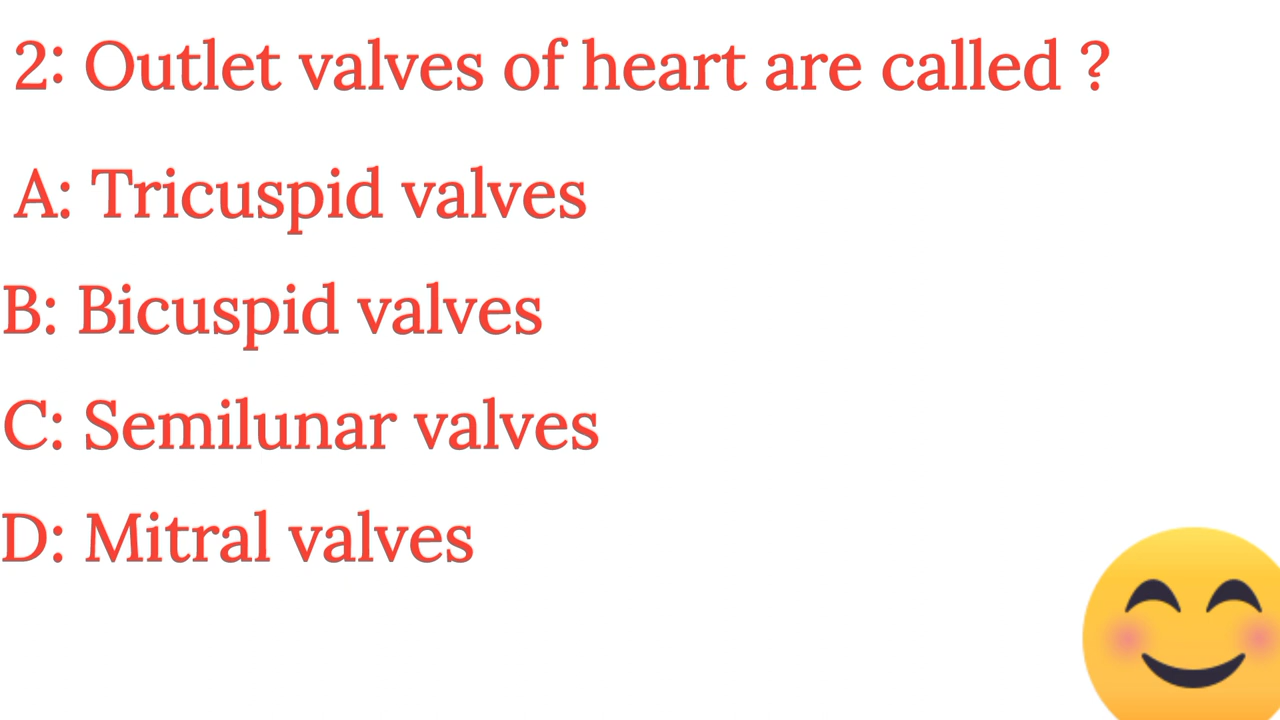 2: Outlet valves of heart are called ?
A: Tricuspid valves
B: Bicuspid valves
C: Semilunar valves
D: Mitral valves